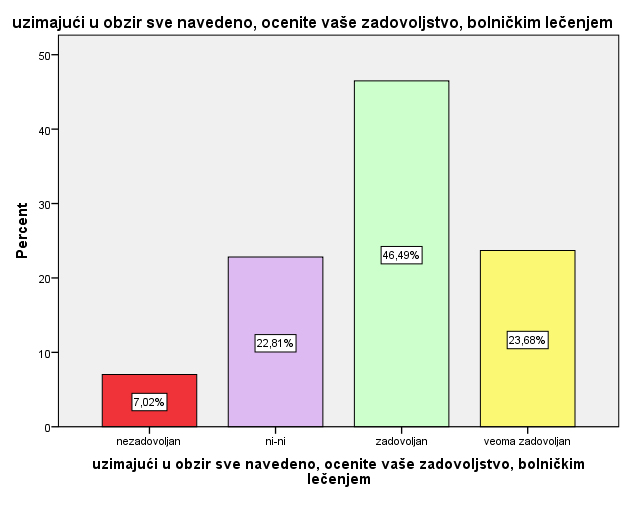 uzimajući u obzir sve navedeno, ocenite vaše zadovoljstvo, bolničkim lečenjem
50
40
30
20
10
0
Percent
7,02%
22,81%
46,49%
23,68%
nezadovoljan
ni-ni
zadovoljan
veoma zadovoljan
uzimajući u obzir sve navedeno, ocenite vaše zadovoljstvo, bolničkim
lečenjem